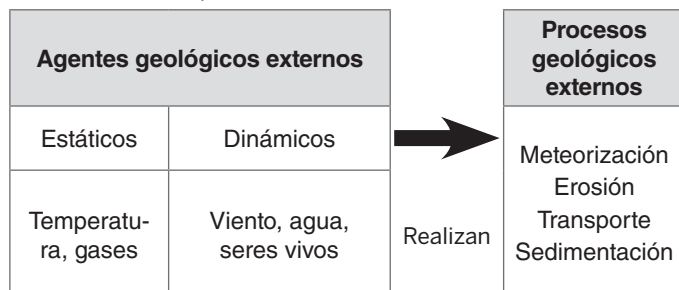 Agentes geológicos externos
Estáticos
Dinámicos
Temperatu-
ra, gases
Viento, agua,
seres vivos
Realizan
Procesos
geológicos
externos
Meteorización
Erosión
Transporte
Sedimentación